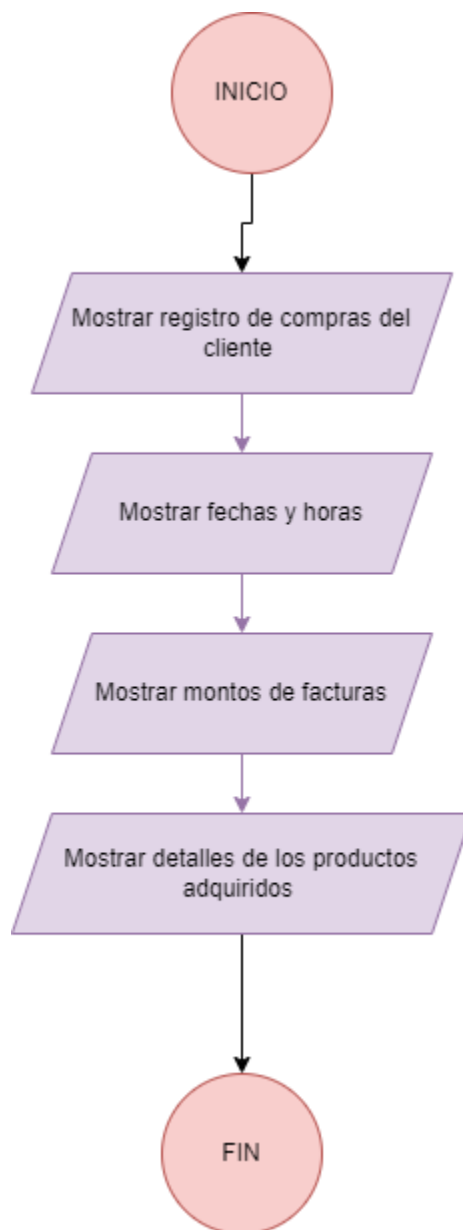 INICIO
Mostrar registro de compras del
cliente
Mostrar fechas y horas
Mostrar montos de facturas
Mostrar detalles de los productos
adquiridos
FIN